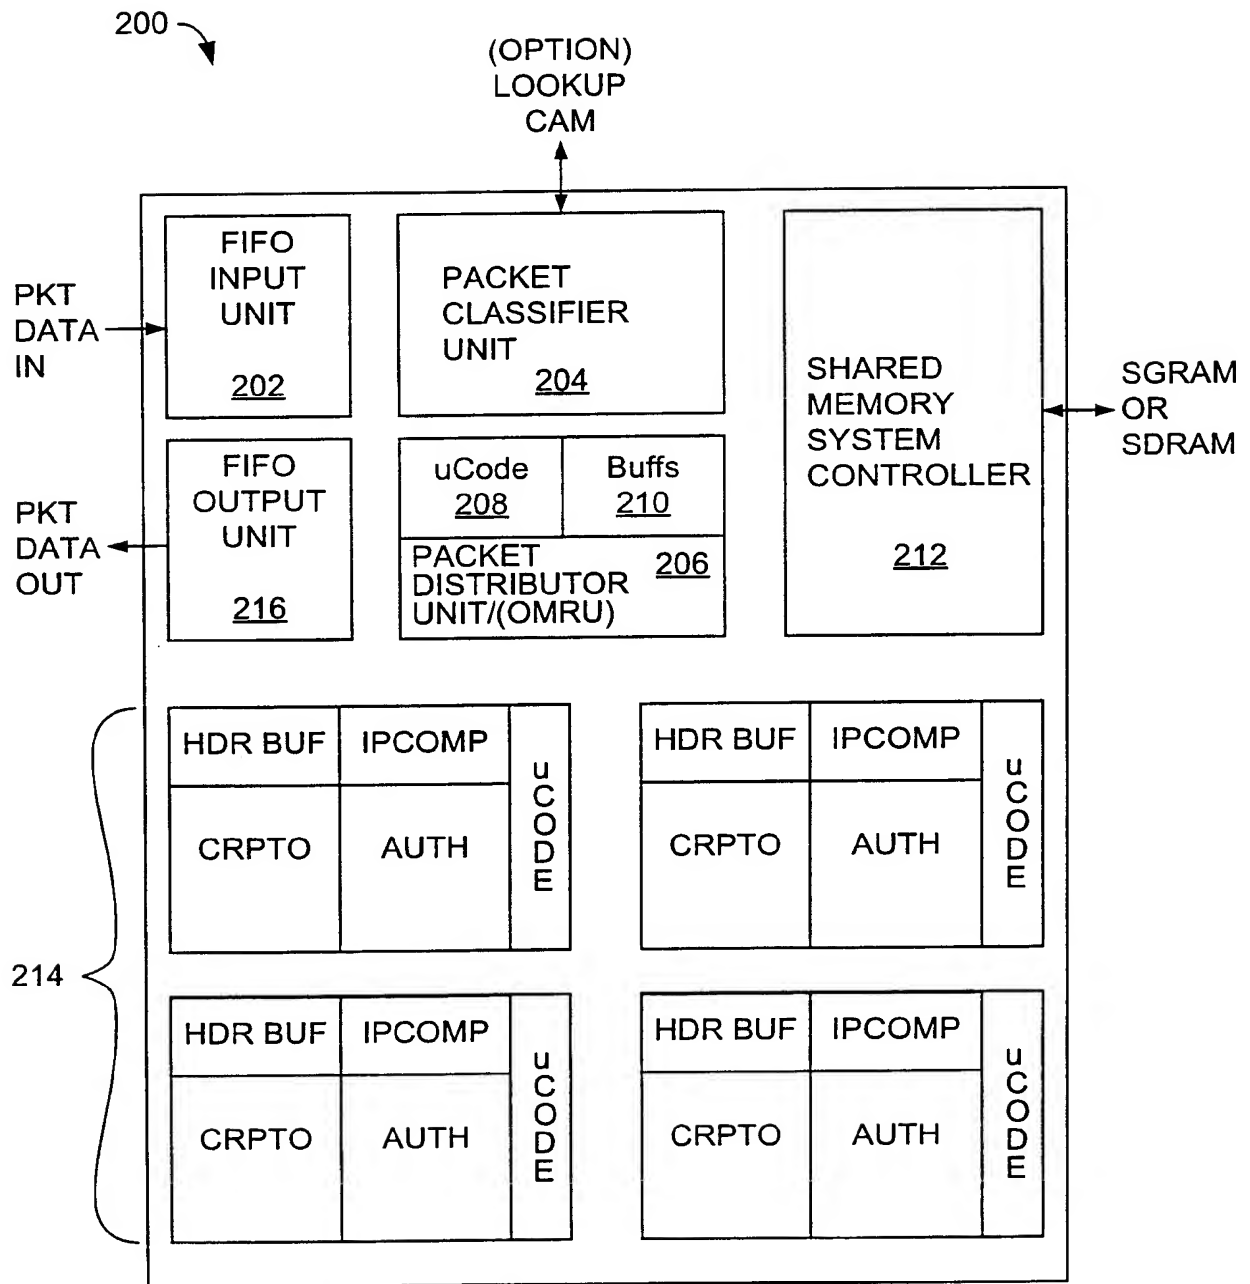 200
(OPTION)
LOOKUP
CAM
PKT
DATA
IN
FIFO
INPUT
UNIT
202
PACKET
CLASSIFIER
UNIT
204
SHARED
MEMORY
SYSTEM
CONTROLLER
212
SGRAM
OR
SDRAM
PKT
DATA
OUT
FIFO
OUTPUT
UNIT
216
uCode
208
Buffs
210
PACKET
DISTRIBUTOR
UNIT/(OMRU)
206
214
HDR BUF
IPCOMP
CRPTO
AUTH
uCODE
HDR BUF
IPCOMP
CRPTO
AUTH
uCODE
HDR BUF
IPCOMP
CRPTO
AUTH
uCODE
HDR BUF
IPCOMP
CRPTO
AUTH
uCODE